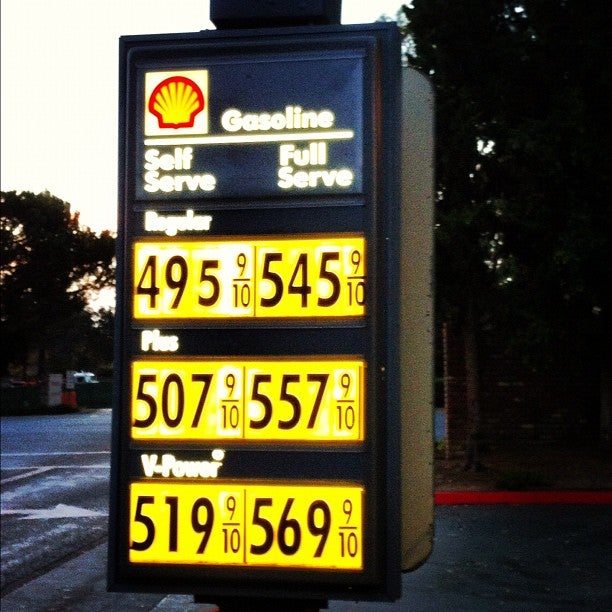 Gasoline
Self Serve Full Serve
Regular
495 9/10 545 9/10
Plus
507 9/10 557 9/10
V-Power®
519 9/10 569 9/10